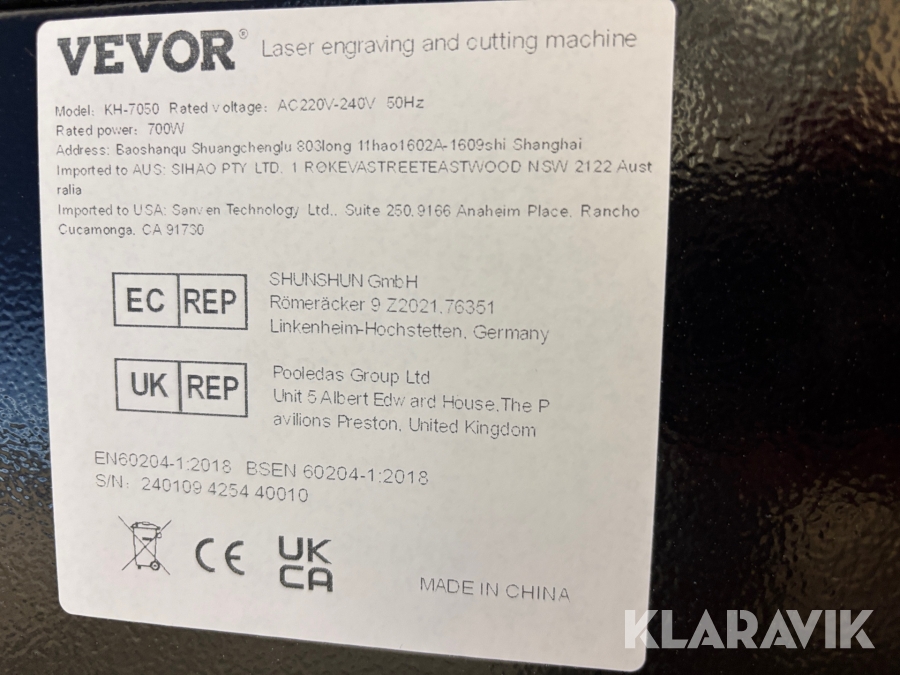 VEVOR® Laser engraving and cutting machine
Model: KH-7050 Rated voltage: AC220V-240V 50Hz
Rated power: 700W
Address: Baoshanqu Shuangchenglu 803long 11hao1602A-1609shi Shanghai
Imported to AUS: SIHAO PTY LTD. 1 ROKEVASTREETEASTWOOD NSW 2122 Aust
ralia
Imported to USA: Sanven Technology Ltd., Suite 250,9166 Anaheim Place, Rancho
Cucamonga, CA 91730
EC REP
SHUNSHUN GmbH
Römeräcker 9 Z2021,76351
Linkenheim-Hochstetten, Germany
UK REP
Pooledas Group Ltd
Unit 5 Albert Edw ard House,The P
avilions Preston, United Kingdom
EN60204-1:2018 BSEN 60204-1:2018
S/N: 240109 4254 40010
CE
UK
CA
MADE IN CHINA
KLARAVIK